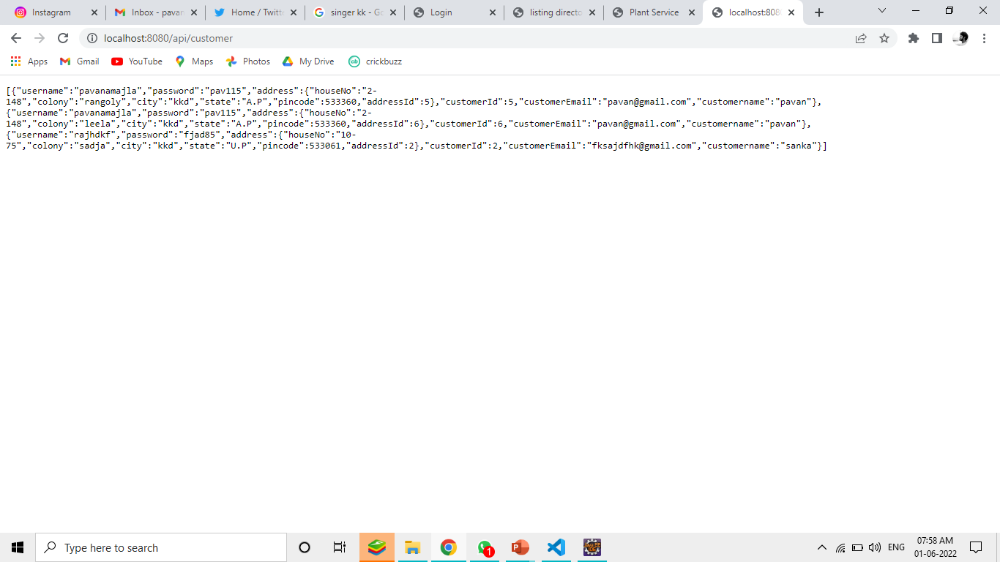 Instagram
Inbox - pavan
Home / Twitte
singer kk - Go
Login
listing directo
Plant Service
localhost:808
localhost:8080/api/customer
Apps
Gmail
YouTube
Maps
Photos
My Drive
cb
crickbuzz
[{"username":"pavanamajla","password":"pav115","address":{"houseNo":"2-
148","colony":"rangoly","city":"kkd","state":"A.P","pincode":533360,"addressId":5},"customerId":5,"customerEmail":"pavan@gmail.com","customername":"pavan"},
{"username":"pavanamajla","password":"pav115","address":{"houseNo":"2-
148","colony":"leela","city":"kkd","state":"A.P","pincode":533360,"addressId":6},"customerId":6,"customerEmail":"pavan@gmail.com","customername":"pavan"},
{"username":"rajhdkf","password":"fjad85","address":{"houseNo":"10-
75","colony":"sadja","city":"kkd","state":"U.P","pincode":533061,"addressId":2},"customerId":2,"customerEmail":"fksajdfhk@gmail.com","customername":"sanka"}]
Type here to search
1
P
Java EE
IDE
ENG
07:58 AM
01-06-2022